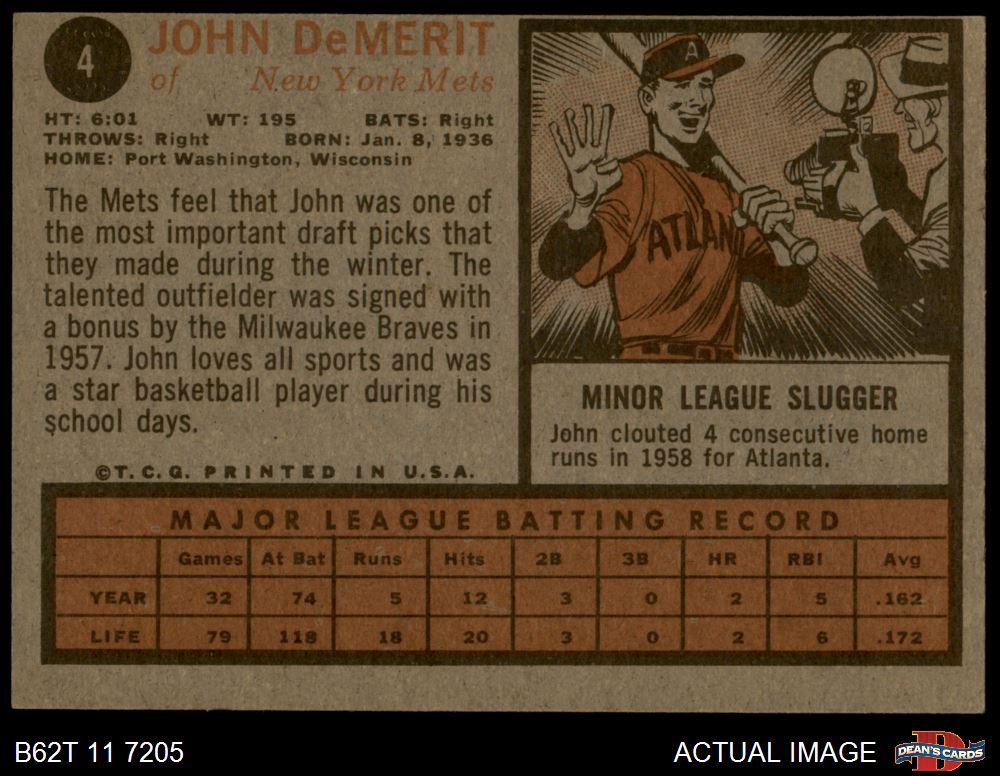 4
JOHN DeMERIT
of New York Mets
HT: 6:01 WT: 195 BATS: Right
THROWS: Right BORN: Jan. 8, 1936
HOME: Port Washington, Wisconsin
The Mets feel that John was one of
the most important draft picks that
they made during the winter. The
talented outfielder was signed with
a bonus by the Milwaukee Braves in
1957. John loves all sports and was
a star basketball player during his
school days.
©T.C.G. PRINTED IN U.S.A.
A
ATLAN
MINOR LEAGUE SLUGGER
John clouted 4 consecutive home
runs in 1958 for Atlanta.
MAJOR LEAGUE BATTING RECORD
Games At Bat Runs Hits 2B 3B HR RBI Avg
YEAR 32 74 5 12 3 0 2 5 .162
LIFE 79 118 18 20 3 0 2 6 .172
B62T 11 7205
ACTUAL IMAGE
D
DEAN'S CARDS